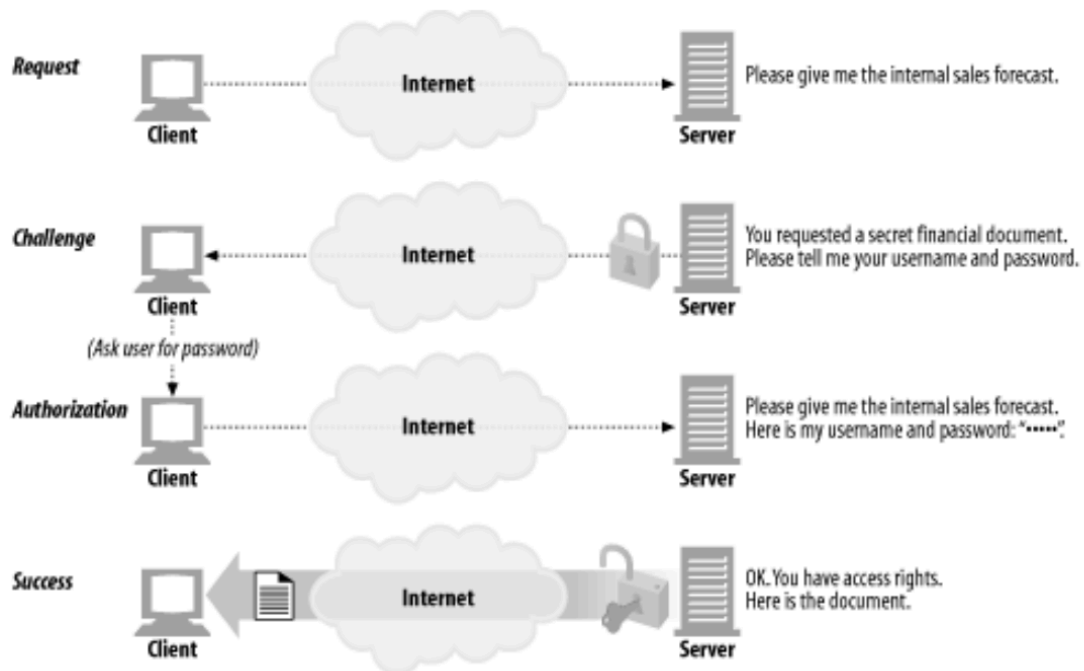 Request
Internet
Please give me the internal sales forecast.
Client
Server
Challenge
Internet
You requested a secret financial document.
Please tell me your username and password.
Client
Server
(Ask user for password)
Authorization
Internet
Please give me the internal sales forecast.
Here is my username and password: “•••••”.
Client
Server
Success
Internet
OK. You have access rights.
Here is the document.
Client
Server